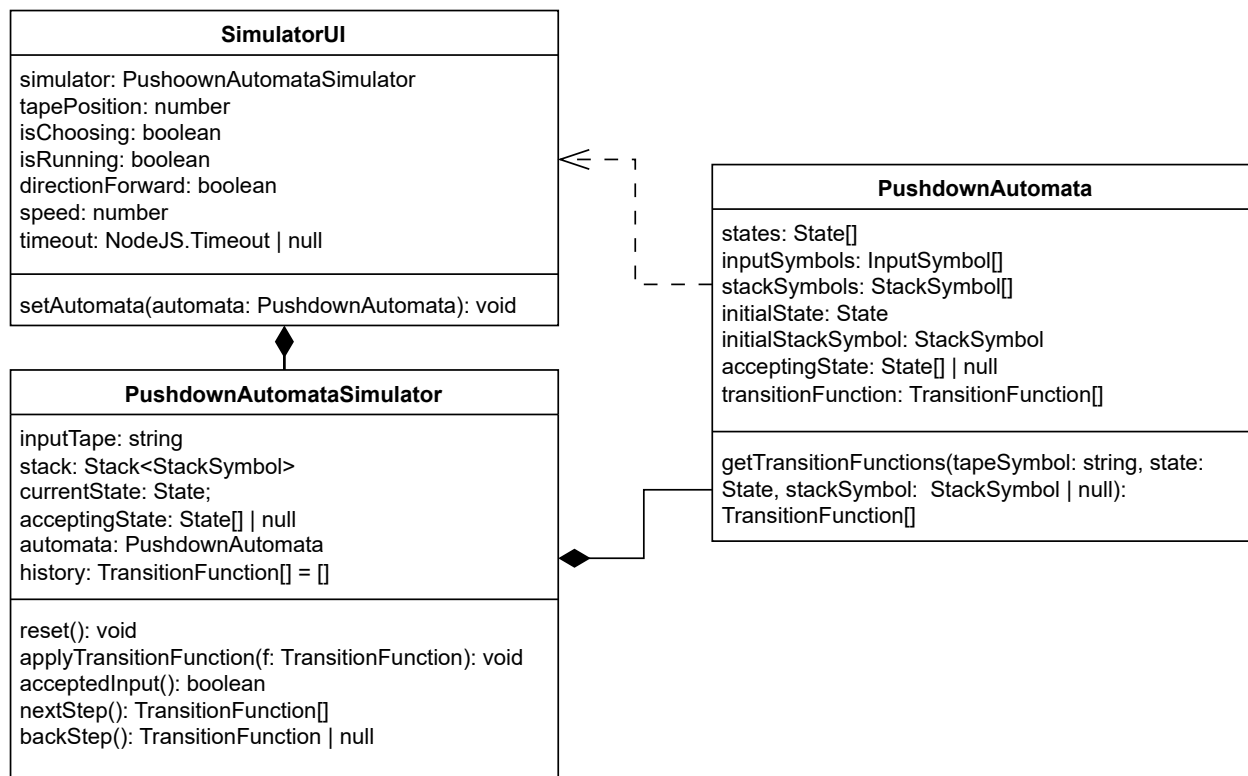 SimulatorUI
simulator: PushoownAutomataSimulator
tapePosition: number
isChoosing: boolean
isRunning: boolean
directionForward: boolean
speed: number
timeout: NodeJS.Timeout | null
setAutomata(automata: PushdownAutomata): void
PushdownAutomataSimulator
inputTape: string
stack: Stack<StackSymbol>
currentState: State;
acceptingState: State[] | null
automata: PushdownAutomata
history: TransitionFunction[] = []
reset(): void
applyTransitionFunction(f: TransitionFunction): void
acceptedInput(): boolean
nextStep(): TransitionFunction[]
backStep(): TransitionFunction | null
PushdownAutomata
states: State[]
inputSymbols: InputSymbol[]
stackSymbols: StackSymbol[]
initialState: State
initialStackSymbol: StackSymbol
acceptingState: State[] | null
transitionFunction: TransitionFunction[]
getTransitionFunctions(tapeSymbol: string, state:
State, stackSymbol:  StackSymbol | null):
TransitionFunction[]